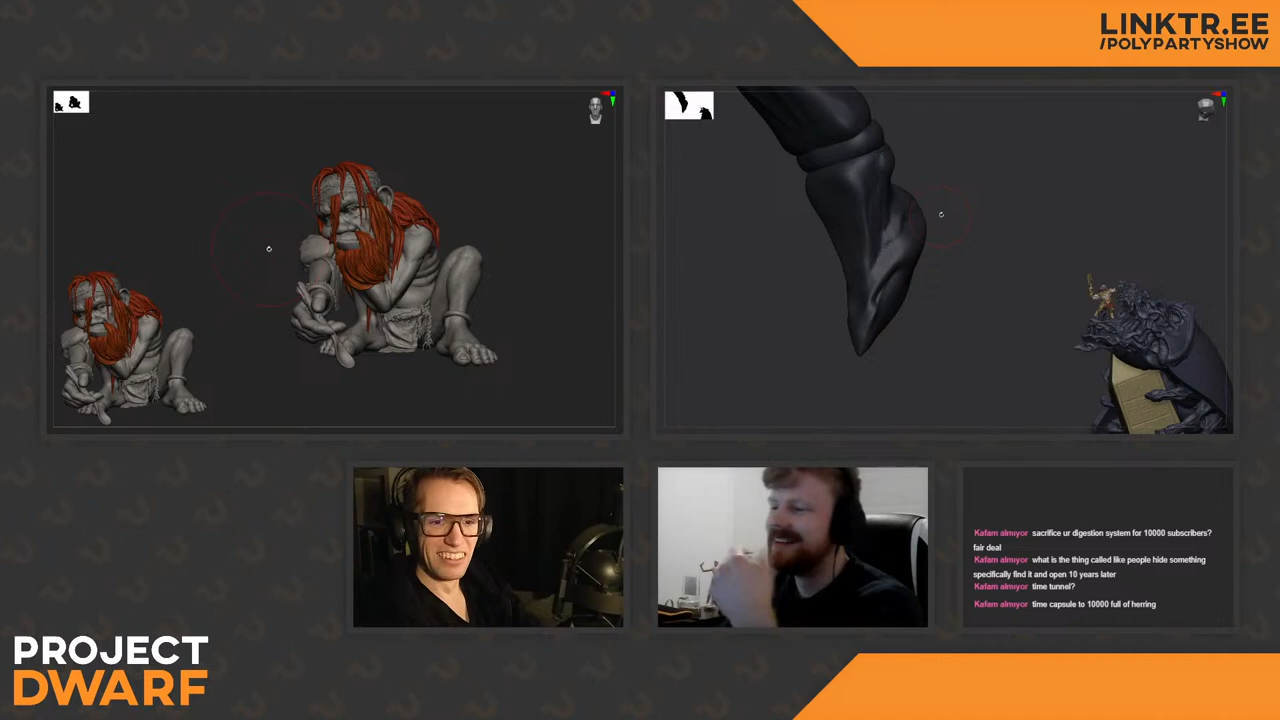 LINKTR.EE
/POLYPARTYSHOW
Kafam almıyor sacrifice ur digestion system for 10000 subscribers?
fair deal
Kafam almıyor what is the thing called like people hide something
specifically find it and open 10 years later
Kafam almıyor time tunnel?
Kafam almıyor time capsule to 10000 full of herring
PROJECT
DWARF